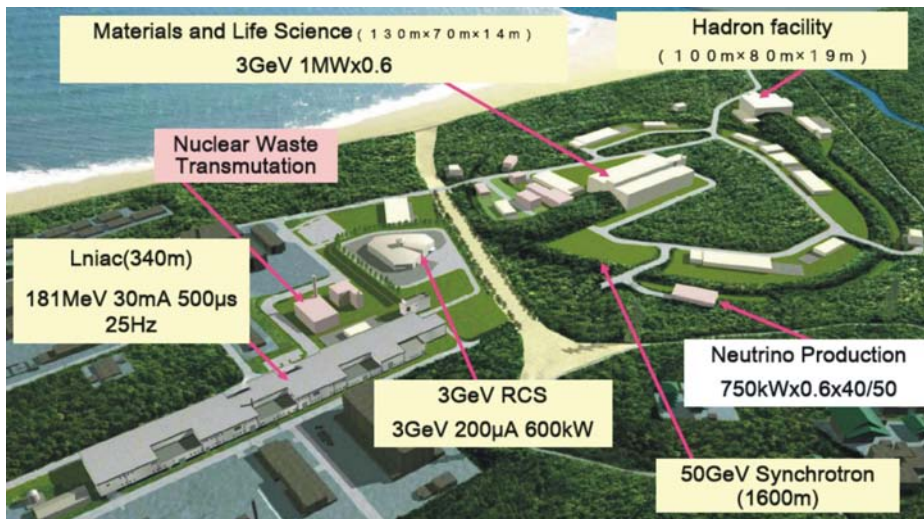 Materials and Life Science (130m×70m×14m)
3GeV 1MWx0.6
Hadron facility
(100m×80m×19m)
Nuclear Waste
Transmutation
Lniac(340m)
181MeV 30mA 500μs
25Hz
3GeV RCS
3GeV 200μA 600kW
Neutrino Production
750kWx0.6x40/50
50GeV Synchrotron
(1600m)